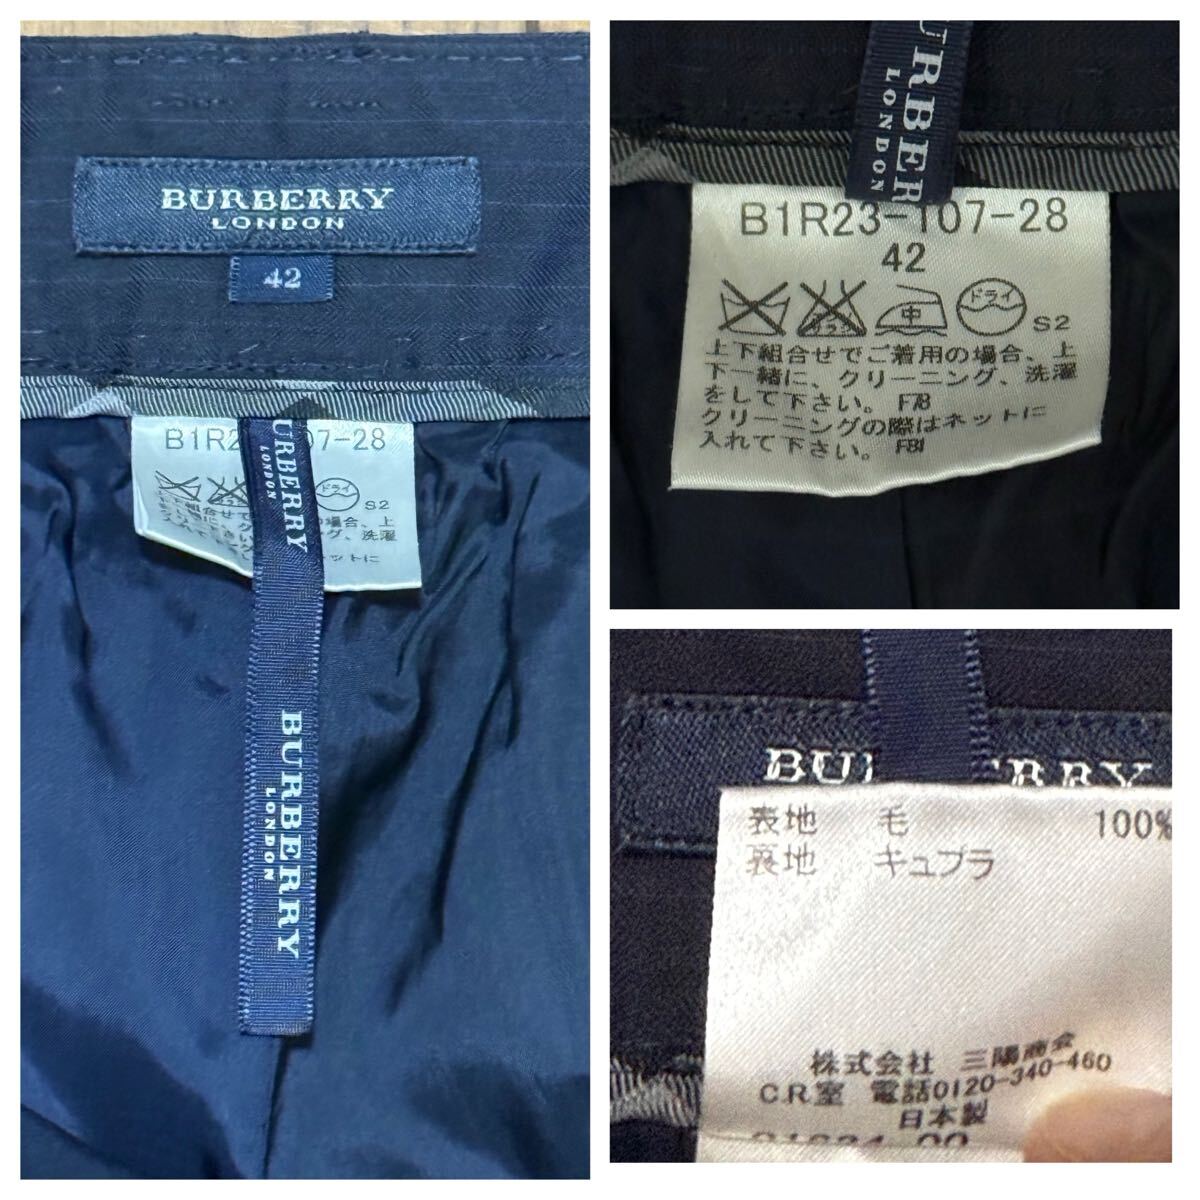 BURBERRY
LONDON
42
07-28
ドライ
S2
BURBERRY
LONDON
LONDON
B1R23-107-28
42
中
ドライ
S2
上下組合せでご着用の場合、上
下一緒に、クリーニング、洗濯
をして下さい。 F78
クリーニングの際はネットに
入れて下さい。 F81
表地 毛 100%
裏地 キュプラ
株式会社 三陽商会
C.R室 電話0120-340-460
日本製